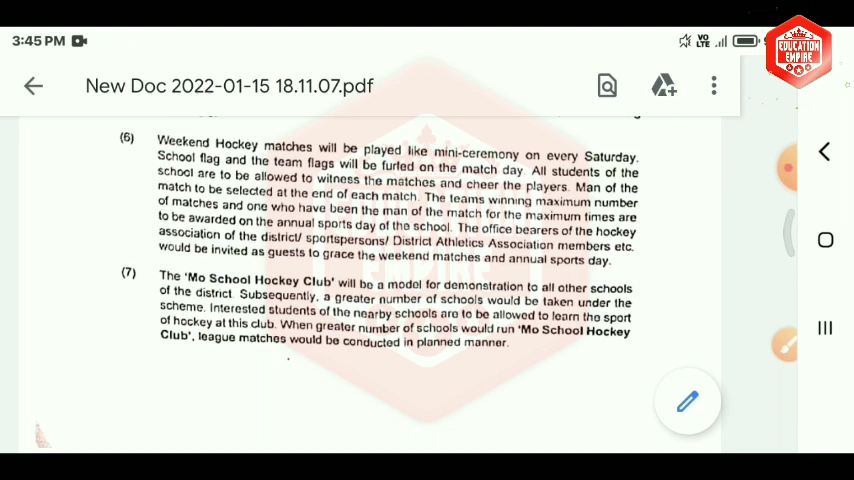 3:45 PM
VO
LTE
EDUCATION
EMPIRE
New Doc 2022-01-15 18.11.07.pdf
(6) Weekend Hockey matches will be played like mini-ceremony on every Saturday.
School flag and the team flags will be furled on the match day. All students of the
school are to be allowed to witness the matches and cheer the players. Man of the
match to be selected at the end of each match. The teams winning maximum number
of matches and one who have been the man of the match for the maximum times are
to be awarded on the annual sports day of the school. The office bearers of the hockey
association of the district/ sportspersons/ District Athletics Association members etc.
would be invited as guests to grace the weekend matches and annual sports day.
(7) The 'Mo School Hockey Club' will be a model for demonstration to all other schools
of the district. Subsequently, a greater number of schools would be taken under the
scheme. Interested students of the nearby schools are to be allowed to learn the sport
of hockey at this club. When greater number of schools would run 'Mo School Hockey
Club', league matches would be conducted in planned manner.